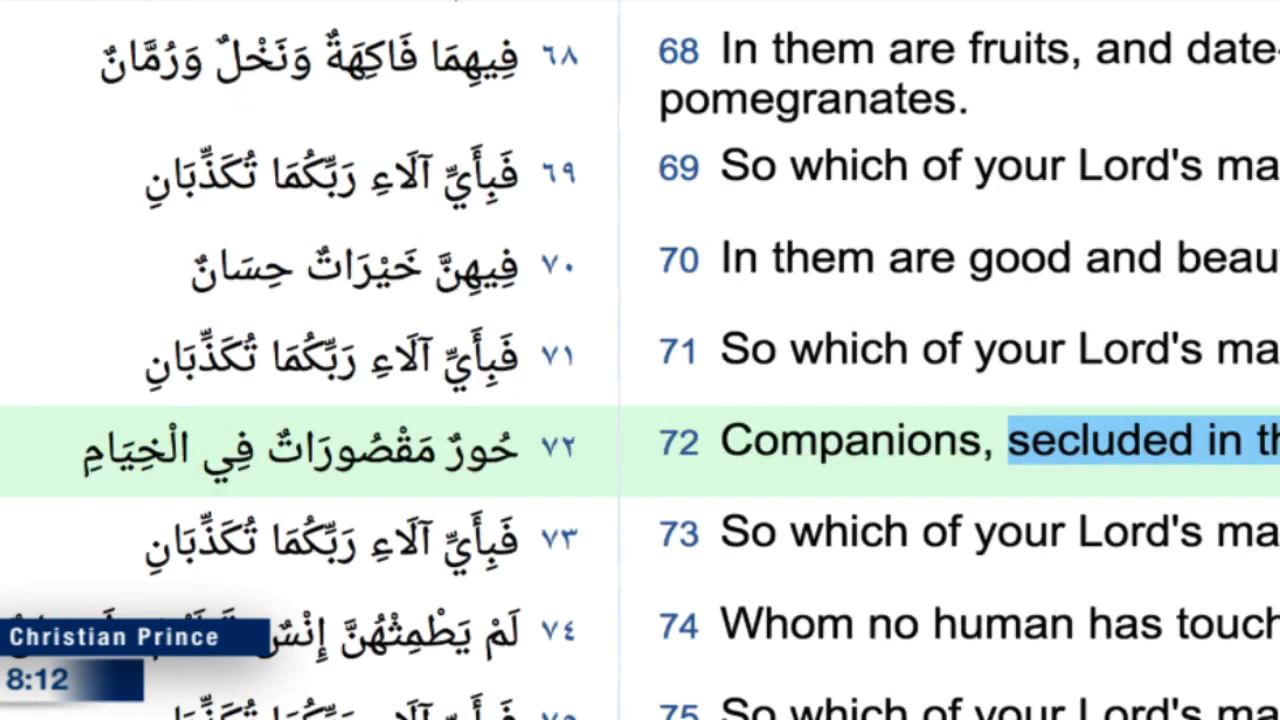 فِيهِمَا فَاكِهَةٌ وَنَخْلٌ وَرُمَّانٌ ٦٨
68 In them are fruits, and date-
pomegranates.
فَبِأَيِّ آلَاءِ رَبِّكُمَا تُكَذِّبَانِ ٦٩
69 So which of your Lord's ma
فِيهِنَّ خَيْرَاتٌ حِسَانٌ ٧٠
70 In them are good and beau
فَبِأَيِّ آلَاءِ رَبِّكُمَا تُكَذِّبَانِ ٧١
71 So which of your Lord's ma
حُورٌ مَقْصُورَاتٌ فِي الْخِيَامِ ٧٢
72 Companions, secluded in th
فَبِأَيِّ آلَاءِ رَبِّكُمَا تُكَذِّبَانِ ٧٣
73 So which of your Lord's ma
لَمْ يَطْمِثْهُنَّ إِنْسٌ ٧٤
74 Whom no human has touch
فَبِأَيِّ آلَاءِ رَبِّكُمَا تُكَذِّبَانِ ٧٥
75 So which of your Lord's ma
Christian Prince
8:12